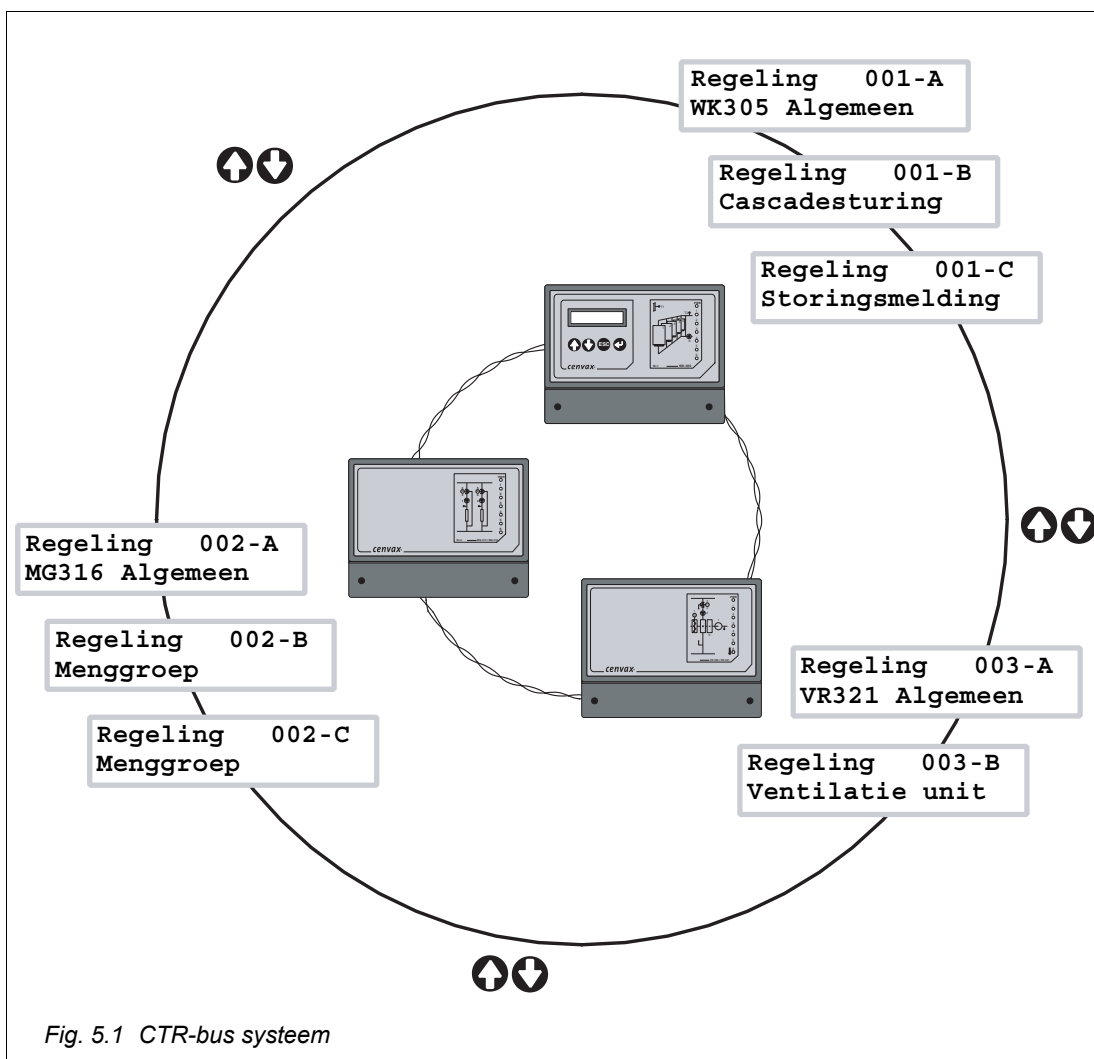 Regeling 001-A
WK305 Algemeen
Regeling 001-B
Cascadesturing
Regeling 001-C
Storingsmelding
ESC
cenvax
cenvax
cenvax
Regeling 002-A
MG316 Algemeen
Regeling 002-B
Menggroep
Regeling 002-C
Menggroep
Regeling 003-A
VR321 Algemeen
Regeling 003-B
Ventilatie unit
Fig. 5.1 CTR-bus systeem